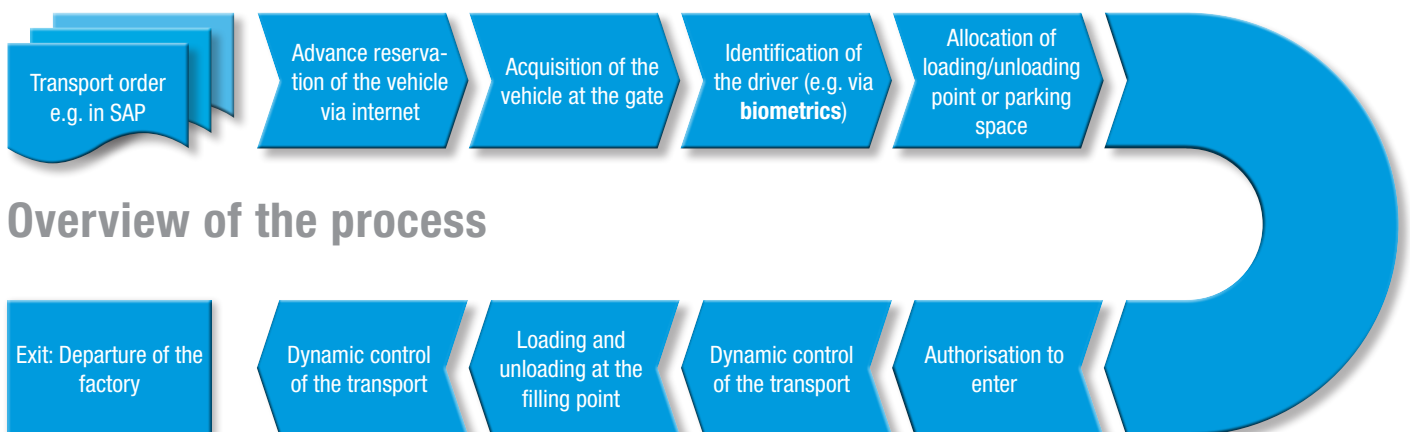 Transport order
e.g. in SAP
Advance reserva-
tion of the vehicle
via internet
Acquisition of the
vehicle at the gate
Identification of
the driver (e.g. via
biometrics)
Allocation of
loading/unloading
point or parking
space
Overview of the process
Exit: Departure of the
factory
Dynamic control
of the transport
Loading and
unloading at the
filling point
Dynamic control
of the transport
Authorisation to
enter